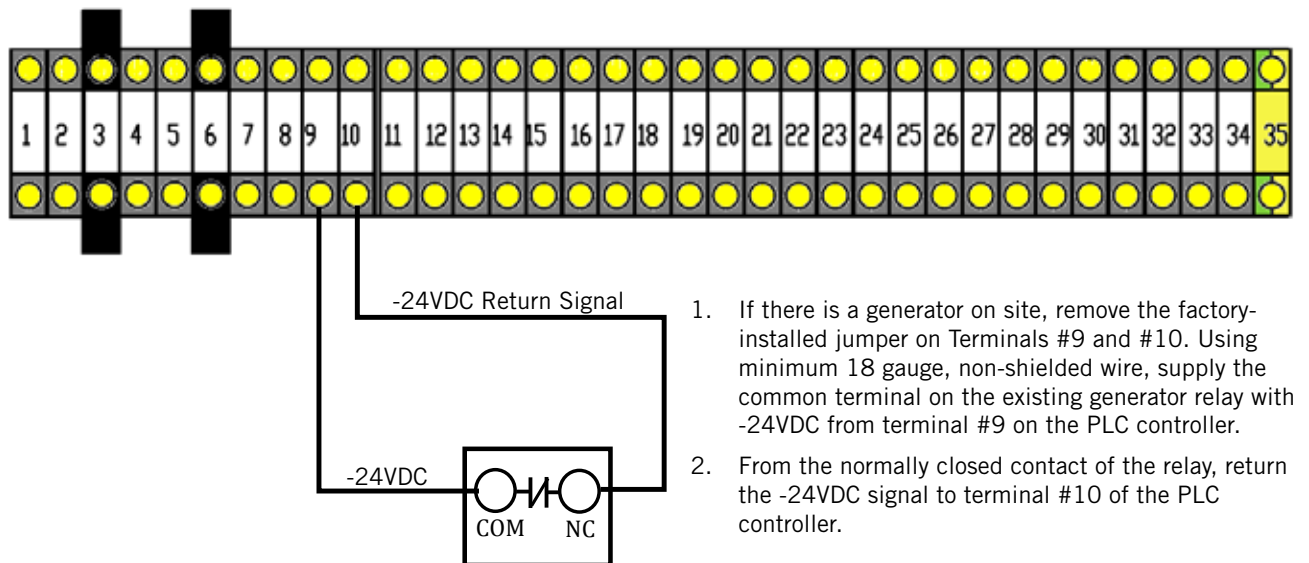 1 2 3 4 5 6 7 8 9 10 11 12 13 14 15 16 17 18 19 20 21 22 23 24 25 26 27 28 29 30 31 32 33 34 35
-24VDC Return Signal
-24VDC
COM NC
1. If there is a generator on site, remove the factory-
installed jumper on Terminals #9 and #10. Using
minimum 18 gauge, non-shielded wire, supply the
common terminal on the existing generator relay with
-24VDC from terminal #9 on the PLC controller.
2. From the normally closed contact of the relay, return
the -24VDC signal to terminal #10 of the PLC
controller.